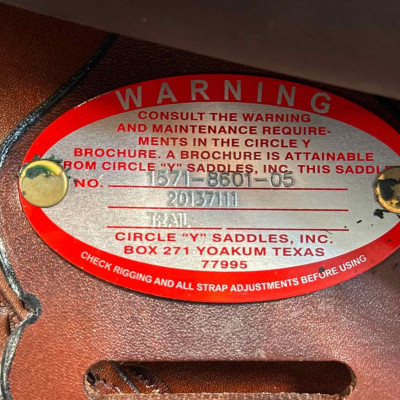 WARNING
CONSULT THE WARNING
AND MAINTENANCE REQUIRE-
MENTS IN THE CIRCLE Y
BROCHURE. A BROCHURE IS ATTAINABLE
FROM CIRCLE "Y" SADDLES, INC. THIS SADDLE
NO. 1671-8601-05
20137111
TRAIL
CIRCLE "Y" SADDLES, INC.
BOX 271 YOAKUM TEXAS
77995
CHECK RIGGING AND ALL STRAP ADJUSTMENTS BEFORE USING